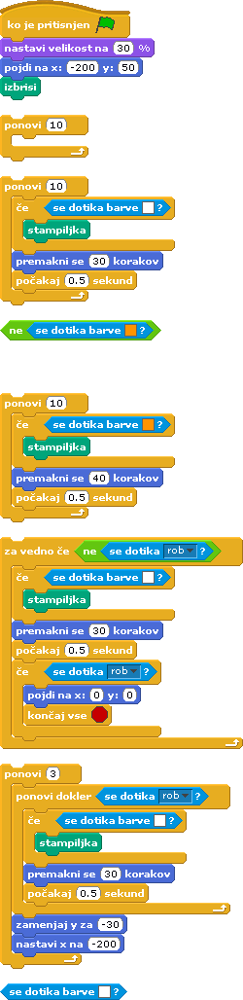 ko je pritisnjen
nastavi velikost na 30 %
pojdi na x: -200 y: 50
izbrisi
ponovi 10
ponovi 10
če se dotika barve ?
stampiljka
premakni se 30 korakov
počakaj 0.5 sekund
ne se dotika barve ?
ponovi 10
če se dotika barve ?
stampiljka
premakni se 40 korakov
počakaj 0.5 sekund
za vedno če ne se dotika rob ?
če se dotika barve ?
stampiljka
premakni se 30 korakov
počakaj 0.5 sekund
če se dotika rob ?
pojdi na x: 0 y: 0
končaj vse
ponovi 3
ponovi dokler se dotika rob ?
če se dotika barve ?
stampiljka
premakni se 30 korakov
počakaj 0.5 sekund
zamenjaj y za -30
nastavi x na -200
se dotika barve ?